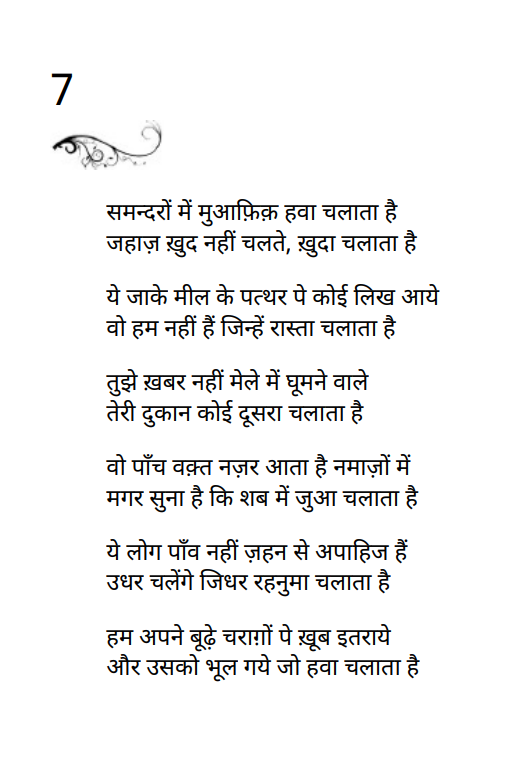 7
समन्दरों में मुआफ़िक़ हवा चलाता है
जहाज़ ख़ुद नहीं चलते, ख़ुदा चलाता है
ये जाके मील के पत्थर पे कोई लिख आये
वो हम नहीं हैं जिन्हें रास्ता चलाता है
तुझे ख़बर नहीं मेले में घूमने वाले
तेरी दुकान कोई दूसरा चलाता है
वो पाँच वक़्त नज़र आता है नमाज़ों में
मगर सुना है कि शब में जुआ चलाता है
ये लोग पाँव नहीं ज़हन से अपाहिज हैं
उधर चलेंगे जिधर रहनुमा चलाता है
हम अपने बूढ़े चराग़ों पे ख़ूब इतराये
और उसको भूल गये जो हवा चलाता है